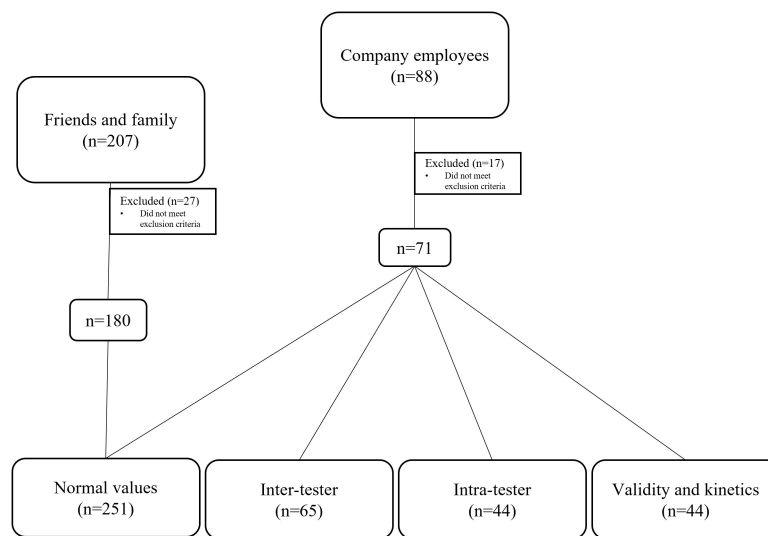 Company employees
(n=88)
Friends and family
(n=207)
Excluded (n=17)
• Did not meet
exclusion criteria
Excluded (n=27)
• Did not meet
exclusion criteria
n=71
n=180
Normal values
(n=251)
Inter-tester
(n=65)
Intra-tester
(n=44)
Validity and kinetics
(n=44)